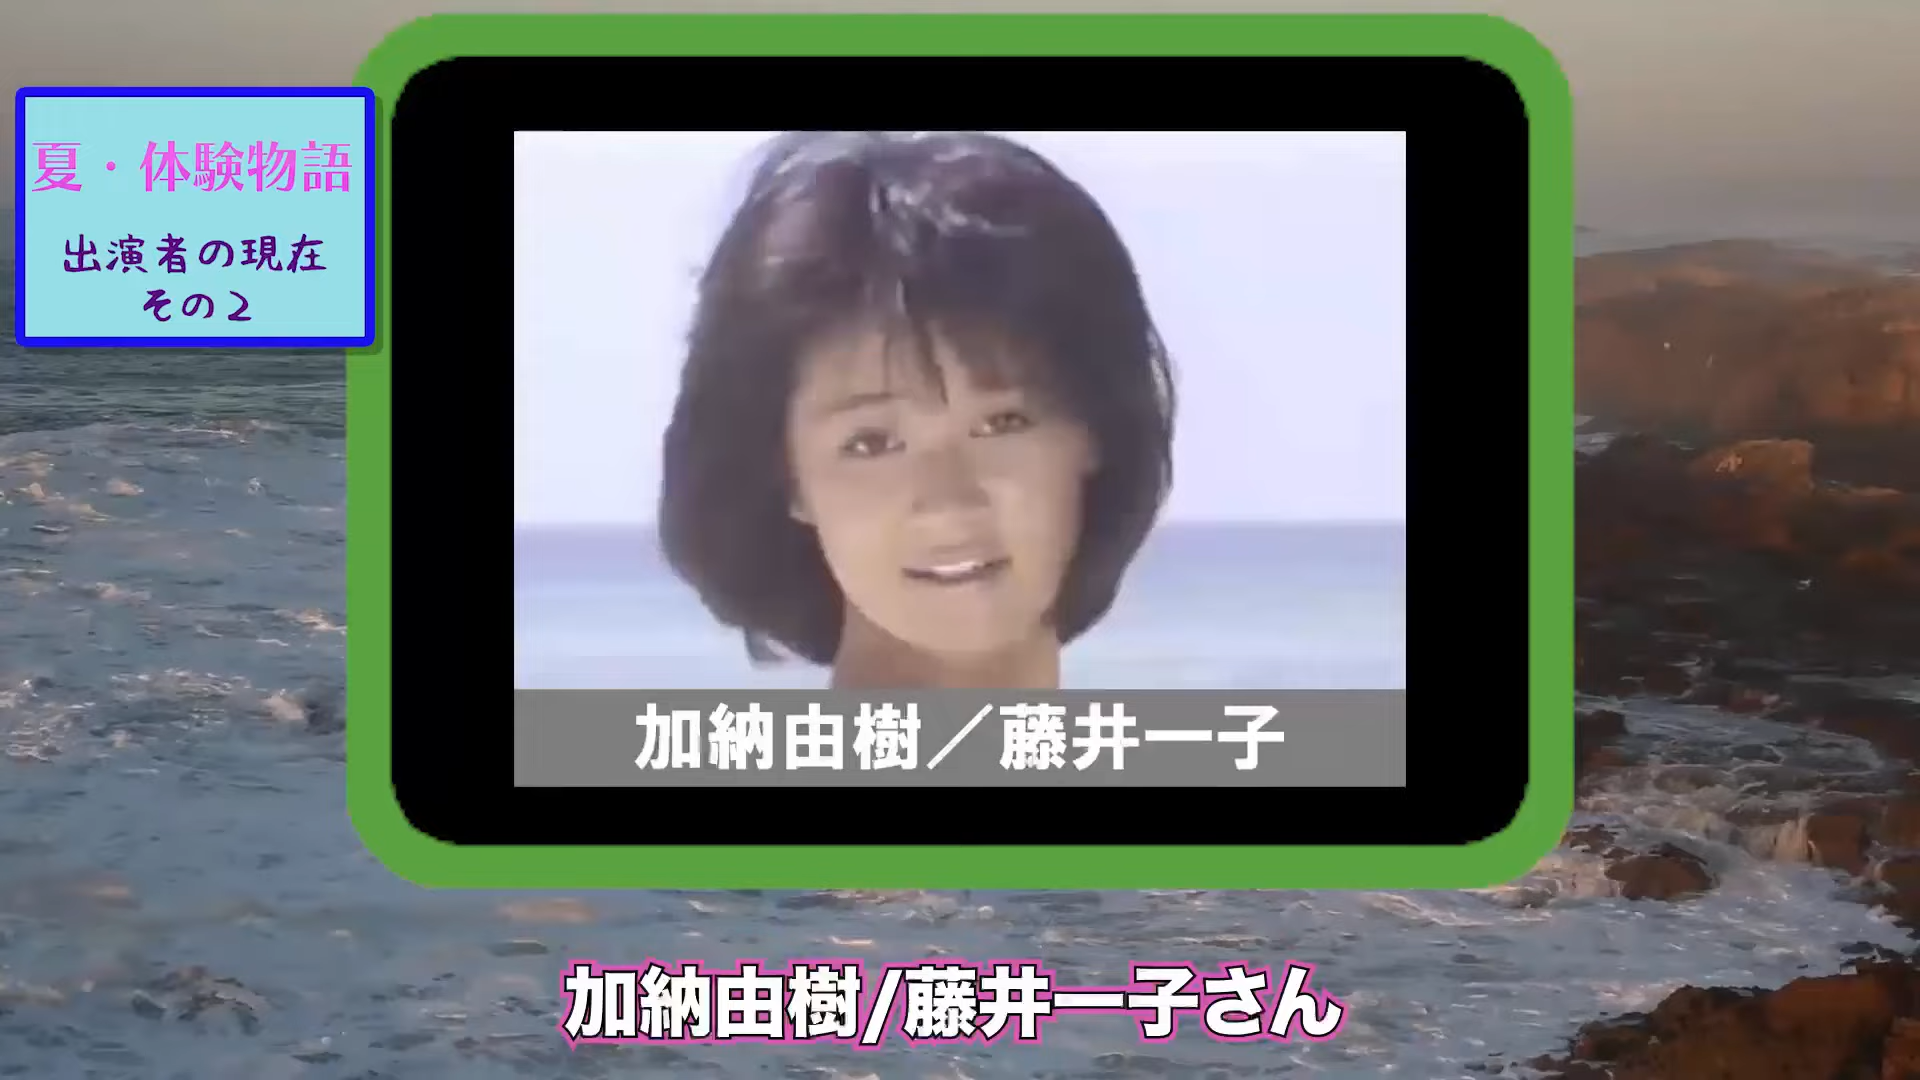 夏・体験物語
出演者の現在
その2
加納由樹／藤井一子
加納由樹/藤井一子さん